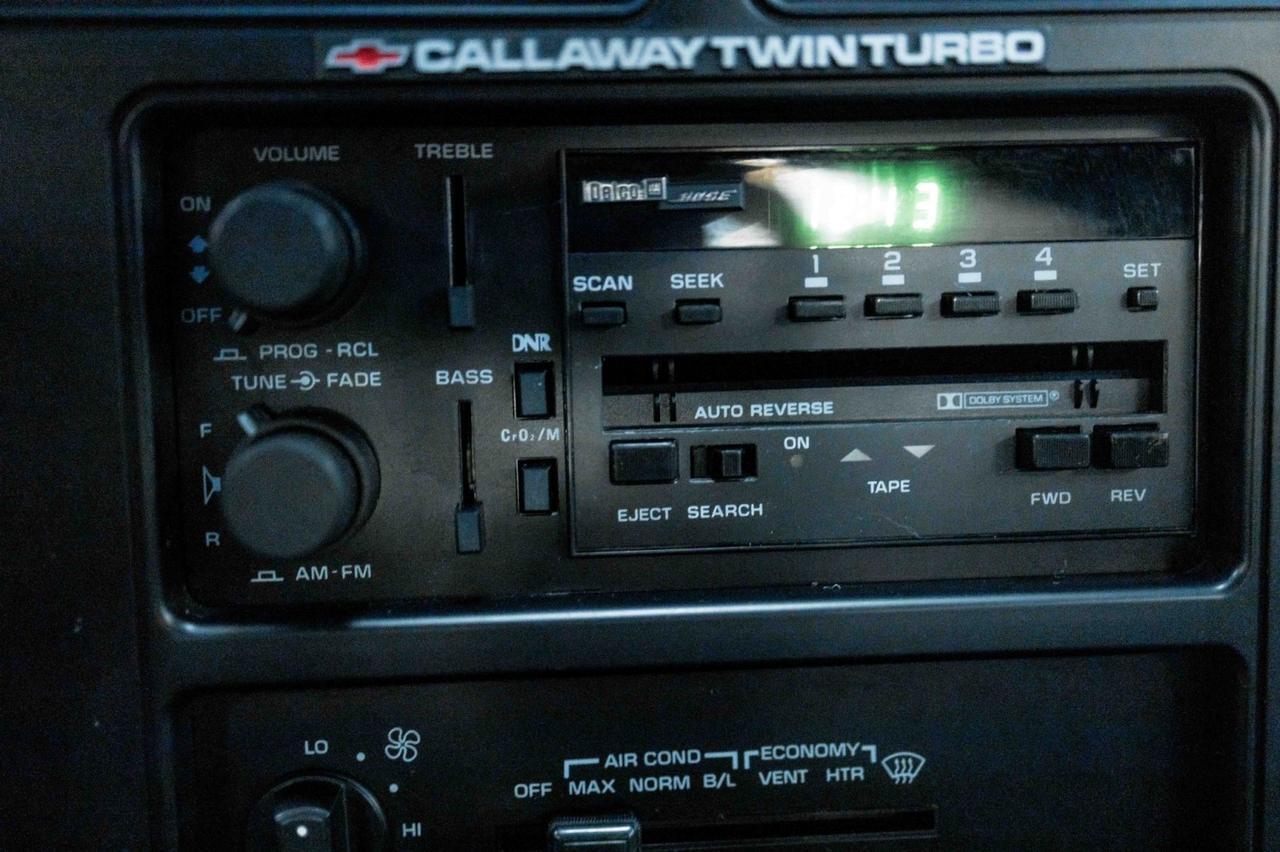 CALLAWAY TWIN TURBO
VOLUME
TREBLE
ON
OFF
PROG - RCL
TUNE FADE
BASS
F
R
AM-FM
DNR
CrO₂/M
Delco
BOSE
SCAN
SEEK
1
2
3
4
SET
AUTO REVERSE
DOLBY SYSTEM®
EJECT
SEARCH
ON
TAPE
FWD
REV
LO
HI
AIR COND
ECONOMY
OFF MAX NORM B/L VENT HTR